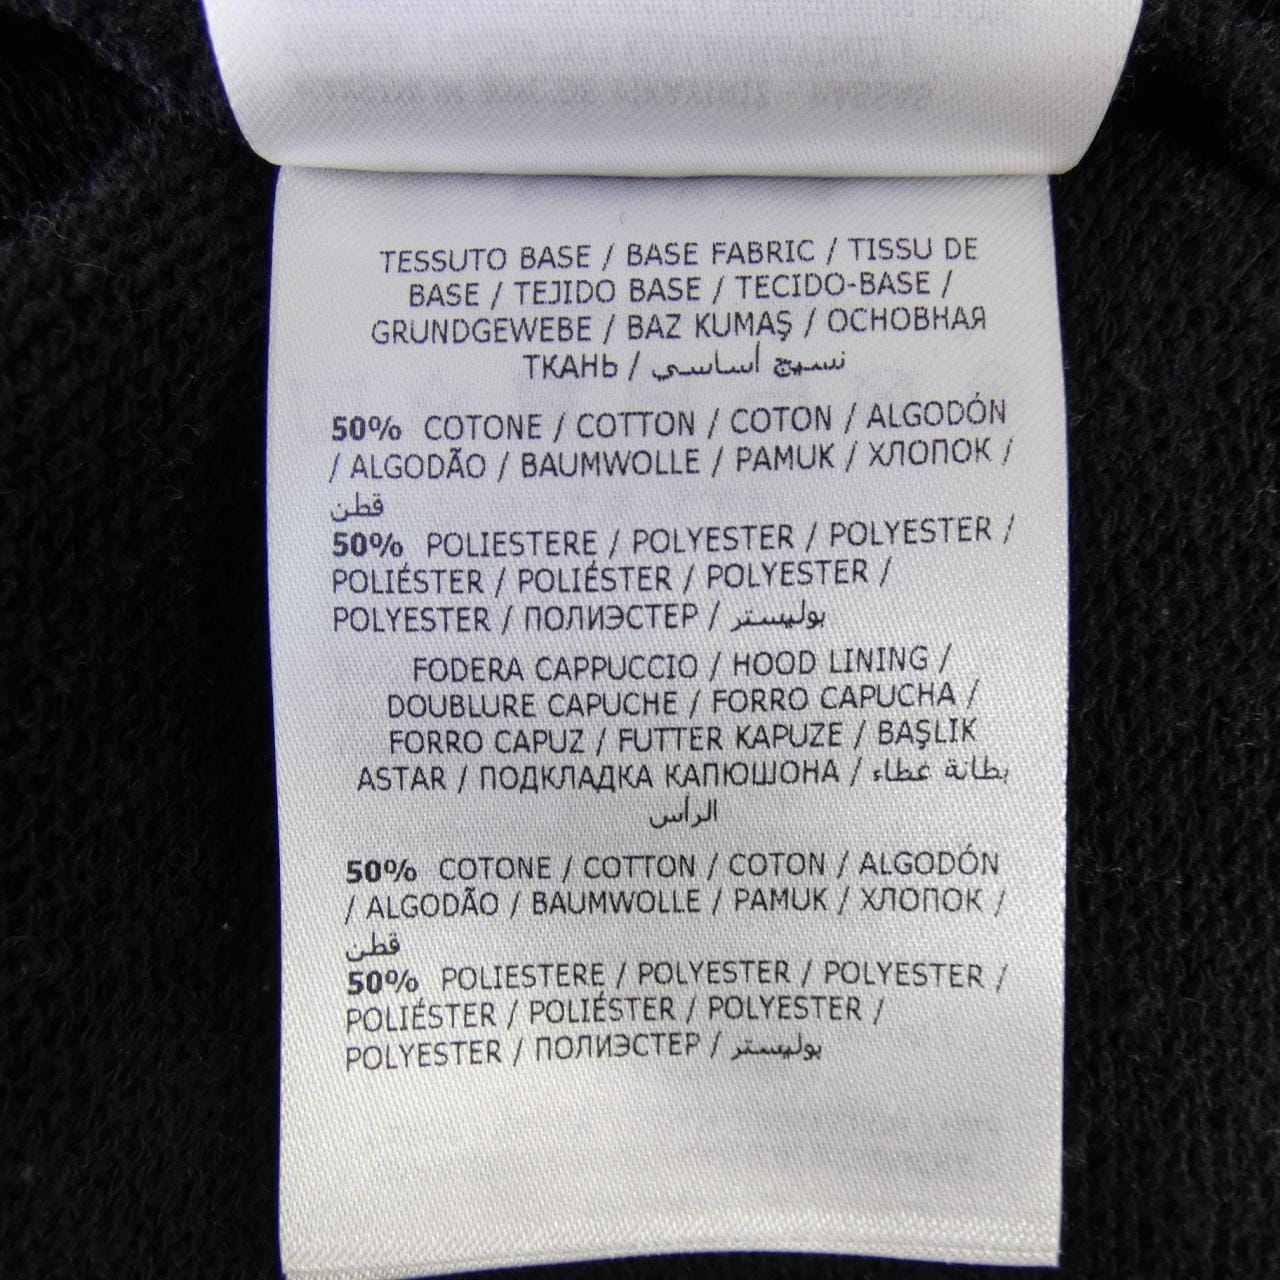 TESSUTO BASE / BASE FABRIC / TISSU DE
BASE / TEJIDO BASE / TECIDO-BASE /
GRUNDGEWEBE / BAZ KUMAŞ / ОСНОВНАЯ
ТКАНЬ / نسيج أساسي
50% COTONE / COTTON / COTON / ALGODÓN
/ ALGODÃO / BAUMWOLLE / PAMUK / ХЛОПОК /
قطن
50% POLIESTERE / POLYESTER / POLYESTER /
POLIÉSTER / POLIÉSTER / POLYESTER /
POLYESTER / ПОЛИЭСТЕР / بوليستر
FODERA CAPPUCCIO / HOOD LINING /
DOUBLURE CAPUCHE / FORRO CAPUCHA /
FORRO CAPUZ / FUTTER KAPUZE / BAŞLIK
ASTAR / ПОДКЛАДКА КАПЮШОНА / بطانة غطاء
الرأس
50% COTONE / COTTON / COTON / ALGODÓN
/ ALGODÃO / BAUMWOLLE / PAMUK / ХЛОПОК /
قطن
50% POLIESTERE / POLYESTER / POLYESTER /
POLIÉSTER / POLIÉSTER / POLYESTER /
POLYESTER / ПОЛИЭСТЕР / بوليستر